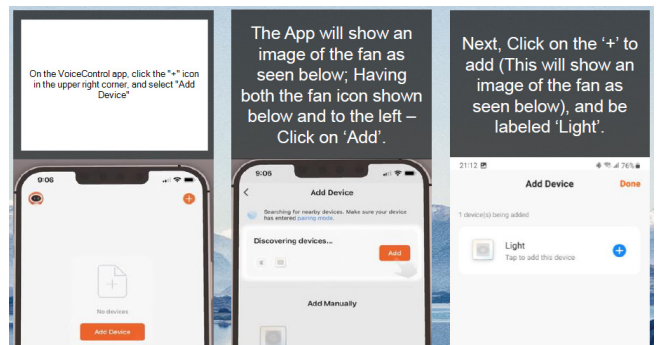 On the VoiceControl app, click the "+" icon
in the upper right corner, and select "Add
Device"
9:06
No devices
Add Device
The App will show an
image of the fan as
seen below; Having
both the fan icon shown
below and to the left –
Click on 'Add'.
9:06
Add Device
Searching for nearby devices. Make sure your device
has entered pairing mode.
Discovering devices...
Add
Add Manually
Next, Click on the '+' to
add (This will show an
image of the fan as
seen below), and be
labeled 'Light'.
21:12
76%
Add Device
Done
1 device(s) being added
Light
Tap to add this device